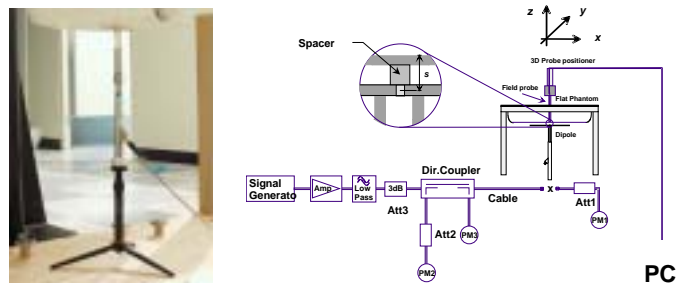 z
y
x
Spacer
s
3D Probe positioner
Field probe
Flat Phantom
Dipole
Dir.Coupler
Signal
Generato
Amp
Low
Pass
3dB
Att3
Cable
x
Att1
PM1
Att2
PM3
PM2
PC